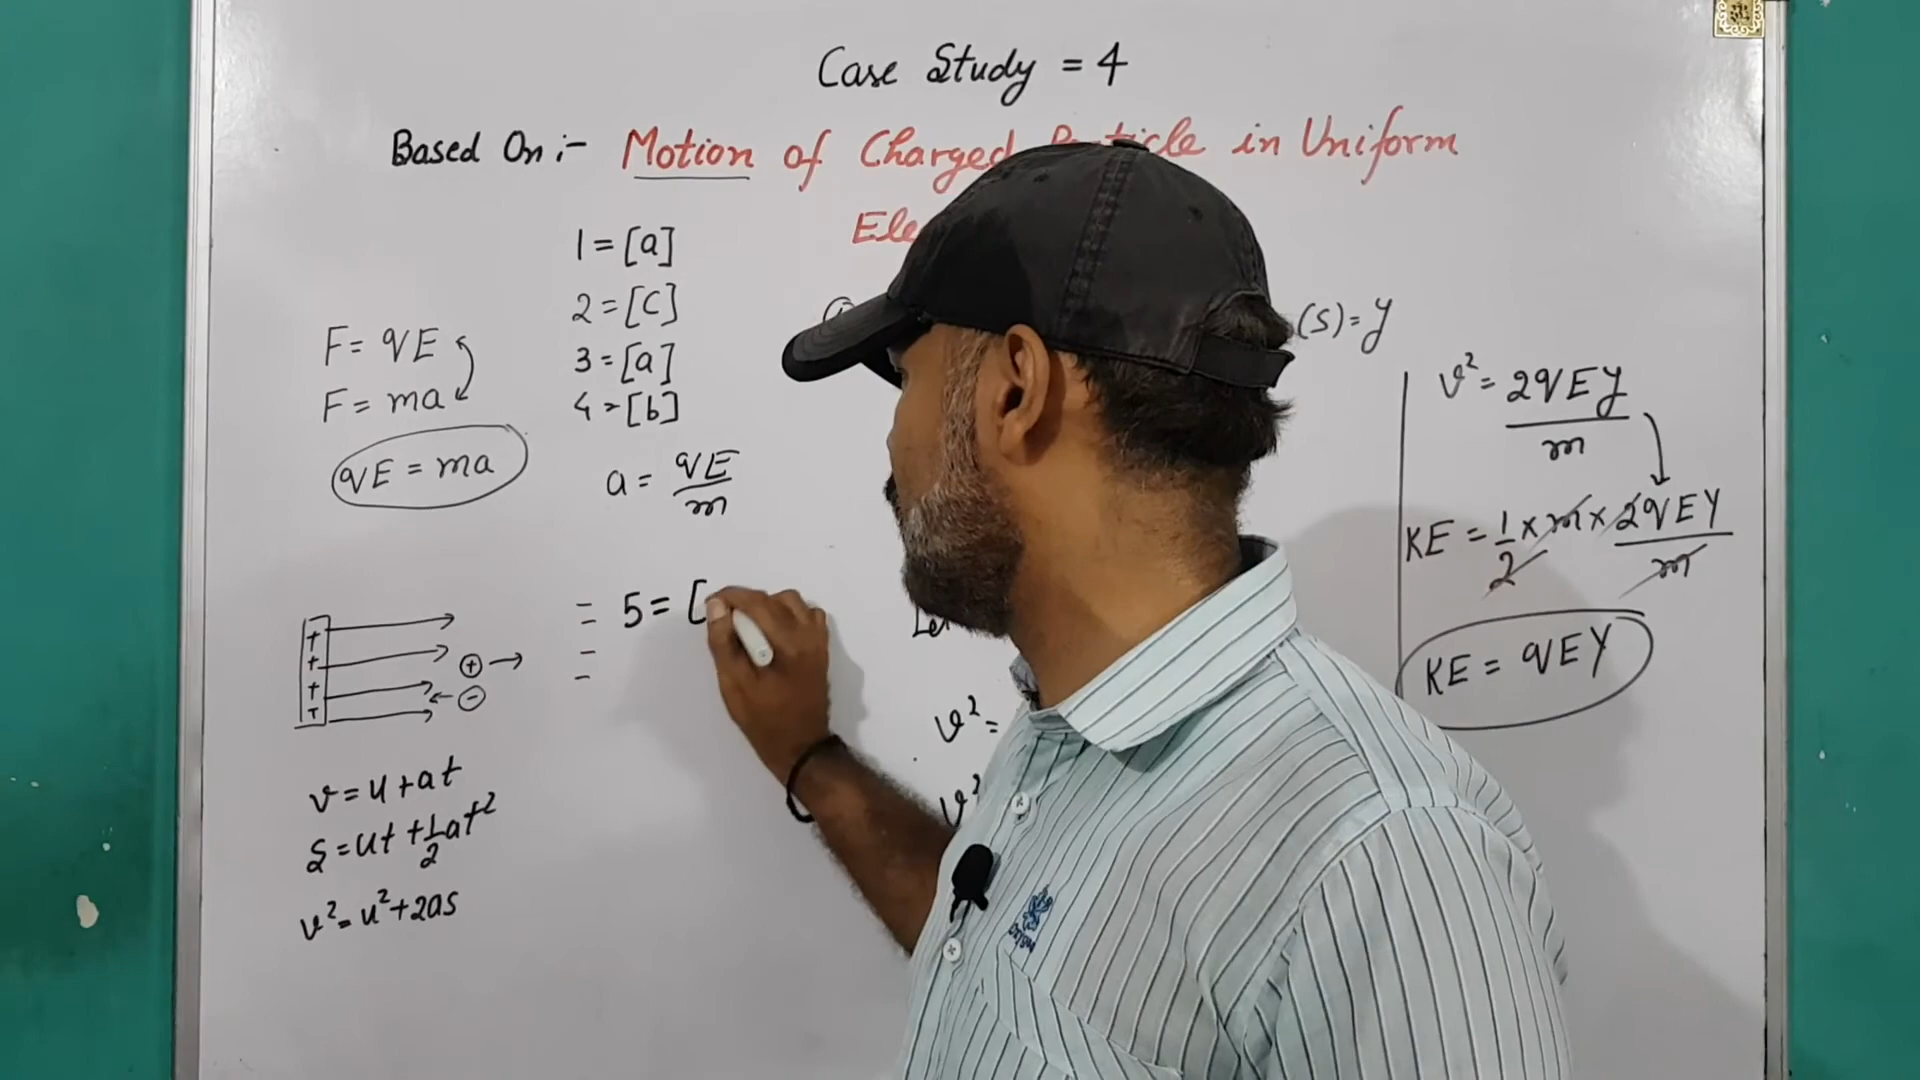 Case Study = 4
Based On :- Motion of Charged Particle in Uniform
1 = [a]
2 = [C]
3 = [a]
4 = [b]
F = qE
F = ma
qE = ma
a = qE/m
5 = [
+
+
+
+
+
-
v = u + at
S = ut + 1/2 at²
v² = u² + 2as
(S) = y
v² =
v²
v² = 2qEy/m
KE = 1/2 × m × 2qEY/m
KE = qEY